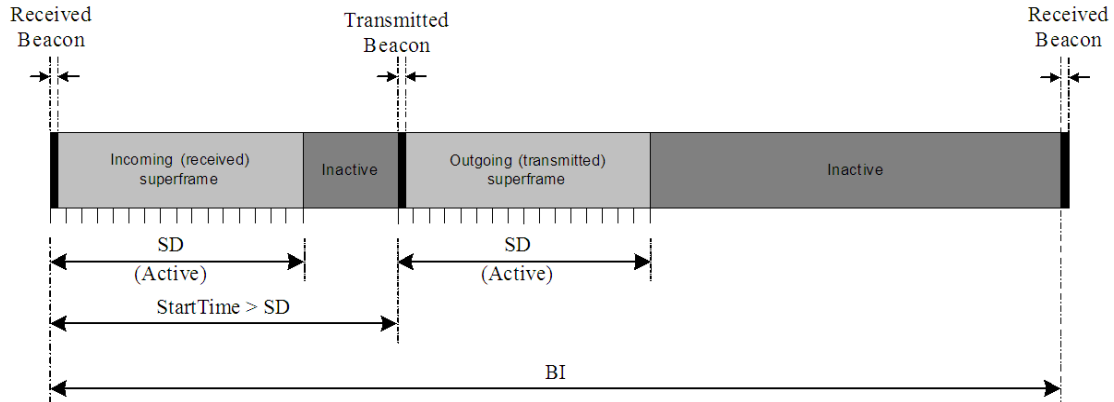 Received
Beacon
Transmitted
Beacon
Received
Beacon
Incoming (received)
superframe
Inactive
Outgoing (transmitted)
superframe
Inactive
SD
(Active)
SD
(Active)
StartTime > SD
BI